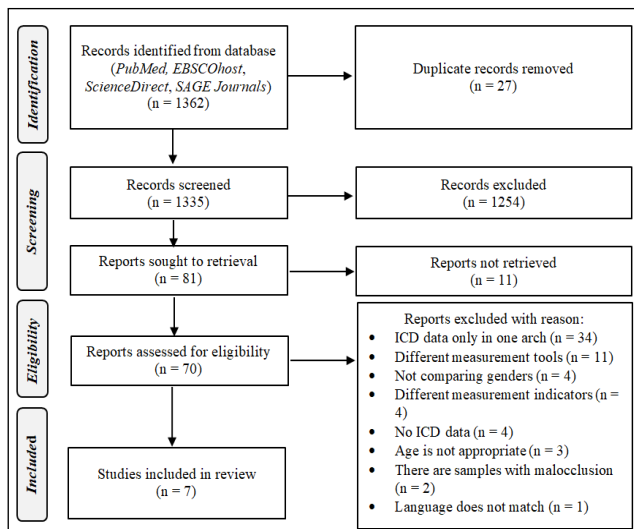 Identification
Records identified from database
(PubMed, EBSCOhost,
ScienceDirect, SAGE Journals)
(n = 1362)
Duplicate records removed
(n = 27)
Screening
Records screened
(n = 1335)
Records excluded
(n = 1254)
Reports sought to retrieval
(n = 81)
Reports not retrieved
(n = 11)
Eligibility
Reports assessed for eligibility
(n = 70)
Reports excluded with reason:
• ICD data only in one arch (n = 34)
• Different measurement tools (n = 11)
• Not comparing genders (n = 4)
• Different measurement indicators (n =
4)
• No ICD data (n = 4)
• Age is not appropriate (n = 3)
• There are samples with malocclusion
(n = 2)
• Language does not match (n = 1)
Included
Studies included in review
(n = 7)